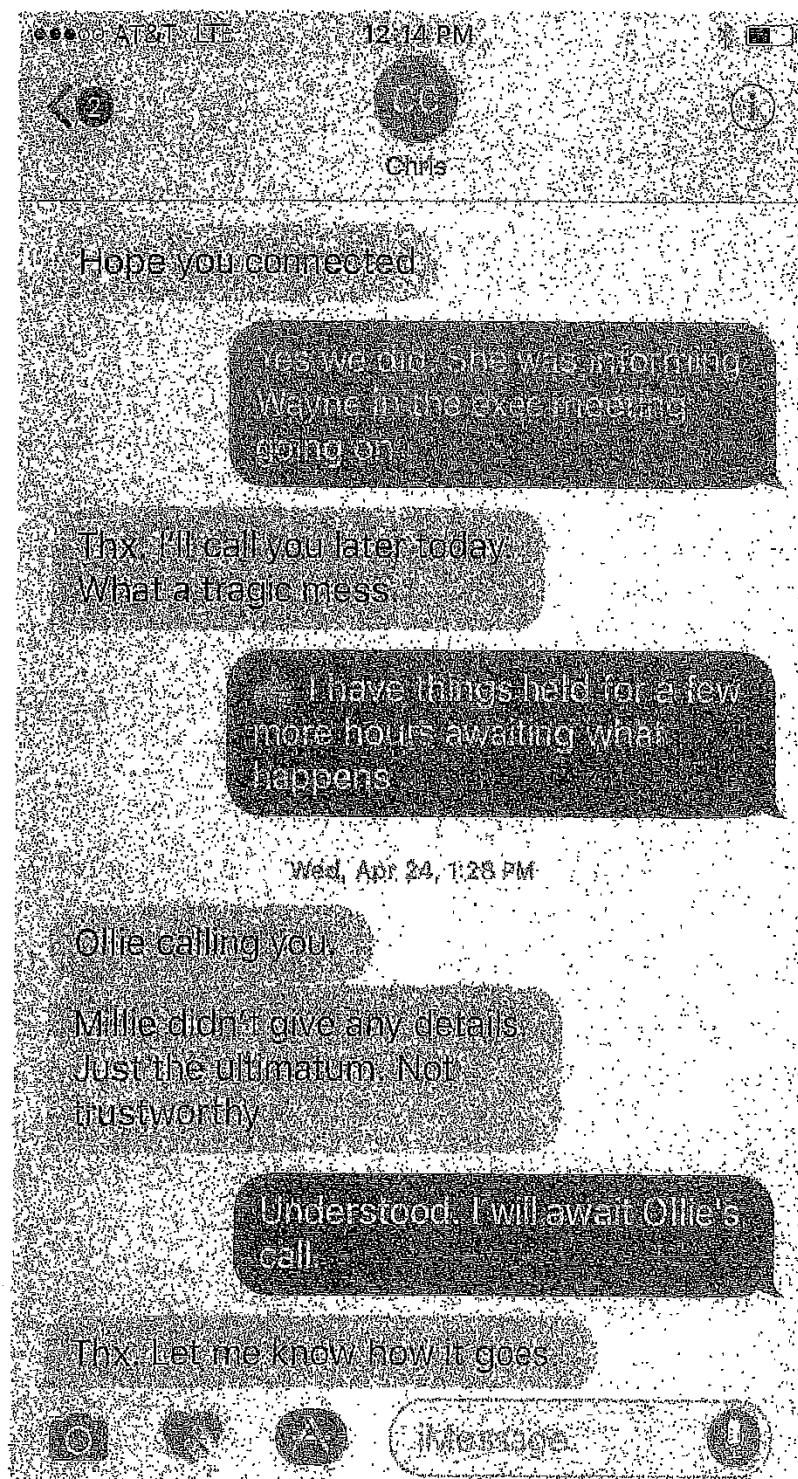 AT&T LTE 12:14 PM
2
CC
Chris
Hope you connected.
Yes we did. She was informing
Wayne in the exec meeting
going on.
Thx. I'll call you later today.
What a tragic mess.
I have things held for a few
more hours awaiting what
happens.
Wed, Apr 24, 1:28 PM
Ollie calling you.
Millie didn't give any details.
Just the ultimatum. Not
trustworthy
Understood. I will await Ollie's
call.
Thx. Let me know how it goes
iMessage